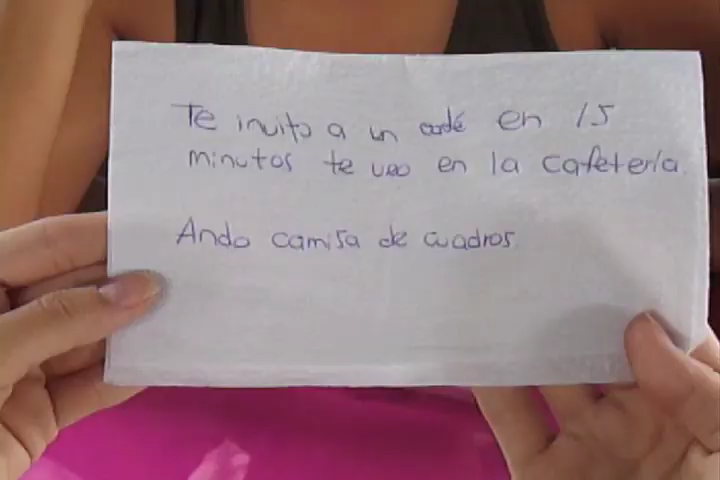 Te invito a un café en 15
minutos te veo en la cafetería.
Ando camisa de cuadros